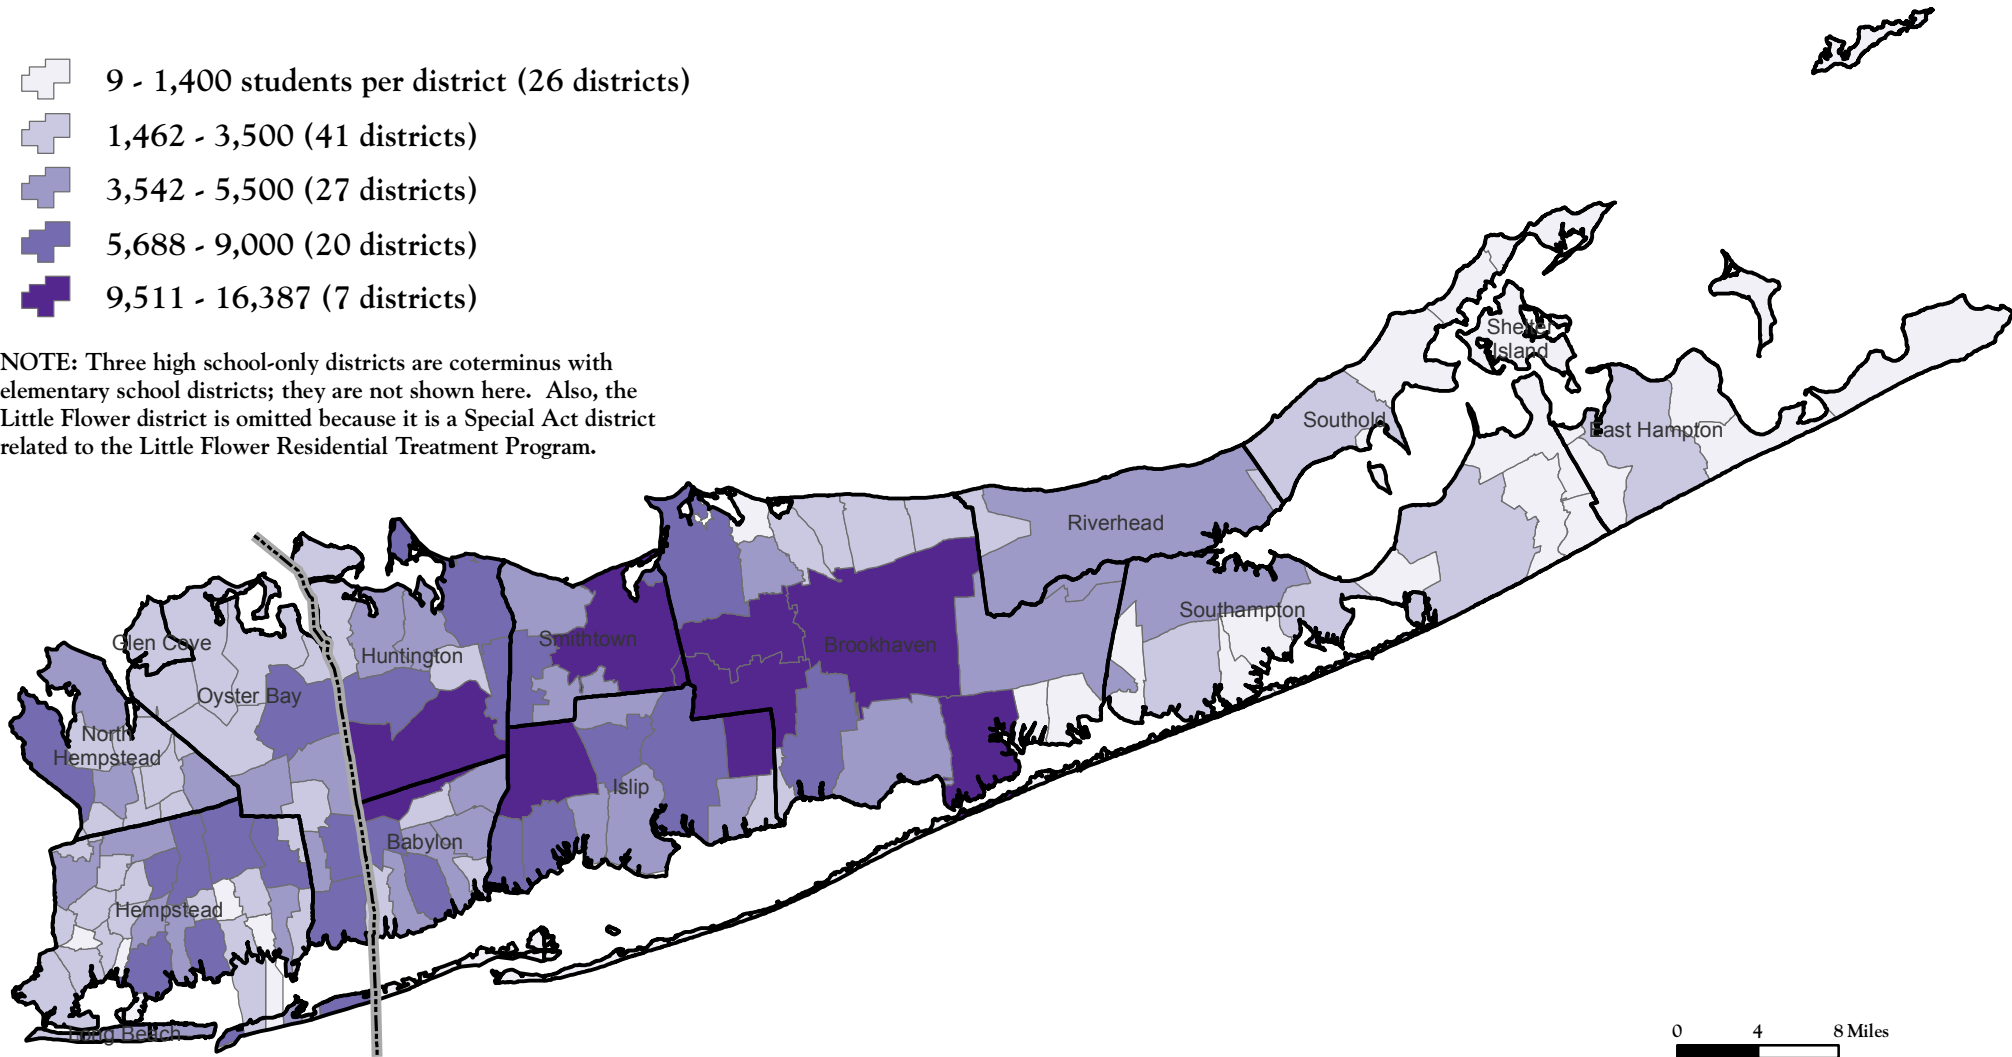 9 - 1,400 students per district (26 districts)
1,462 - 3,500 (41 districts)
3,542 - 5,500 (27 districts)
5,688 - 9,000 (20 districts)
9,511 - 16,387 (7 districts)
NOTE: Three high school-only districts are coterminus with
elementary school districts; they are not shown here. Also, the
Little Flower district is omitted because it is a Special Act district
related to the Little Flower Residential Treatment Program.
Shelter
Island
Southold
East Hampton
Riverhead
Southampton
Smithtown
Brookhaven
Huntington
Glen Cove
Oyster Bay
North
Hempstead
Islip
Babylon
Hempstead
Long Beach
0 4 8 Miles